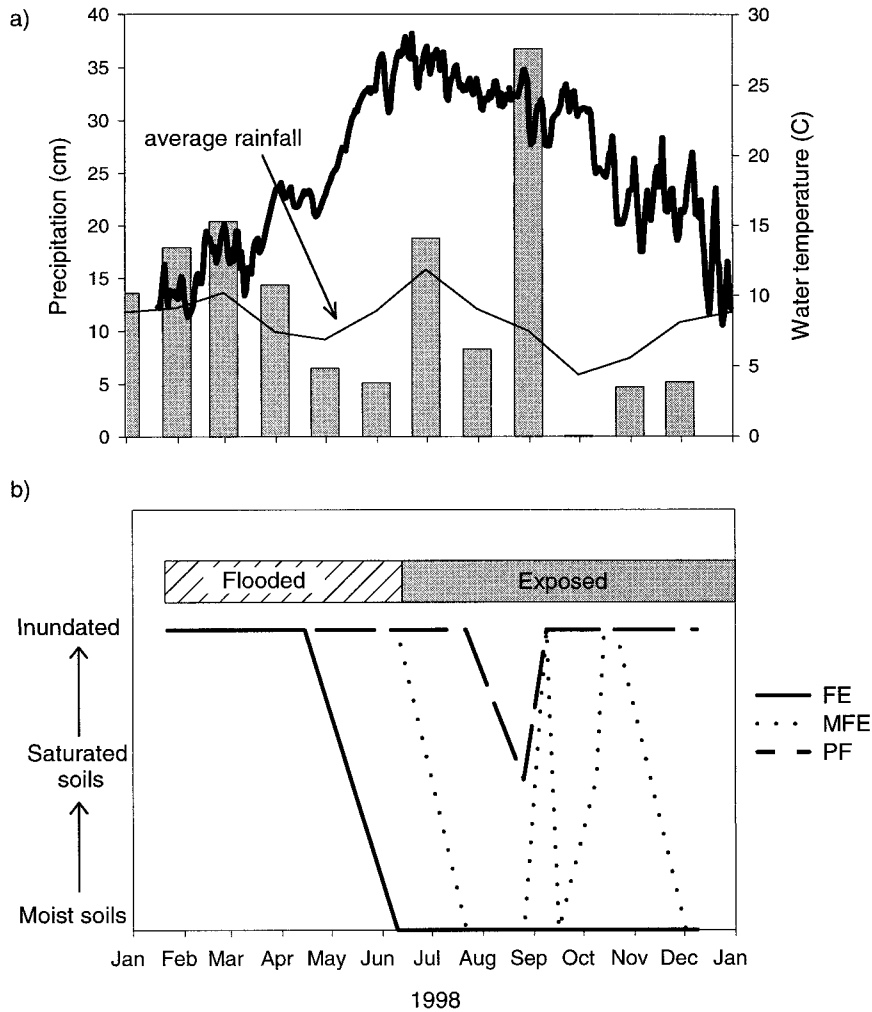 a)
40
35
30
25
20
15
10
5
0
Precipitation (cm)
average rainfall
30
25
20
15
10
5
0
Water temperature (C)
b)
Flooded
Exposed
Inundated
Saturated
soils
Moist soils
FE
MFE
PF
Jan Feb Mar Apr May Jun Jul Aug Sep Oct Nov Dec Jan
1998